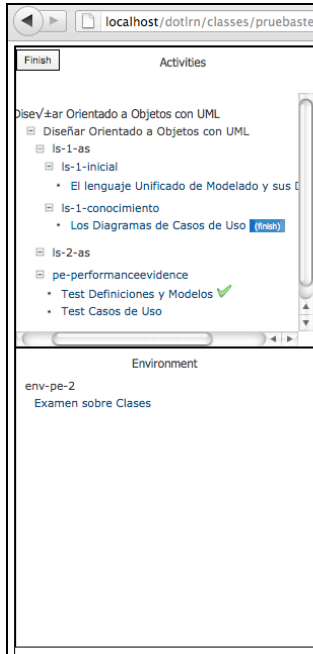 localhost/dotlrn/classes/pruebaste
Finish
Activities
Dise√±ar Orientado a Objetos con UML
Diseñar Orientado a Objetos con UML
ls-1-as
ls-1-inicial
El lenguaje Unificado de Modelado y sus D
ls-1-conocimiento
Los Diagramas de Casos de Uso (finish)
ls-2-as
pe-performanceevidence
Test Definiciones y Modelos
Test Casos de Uso
Environment
env-pe-2
Examen sobre Clases